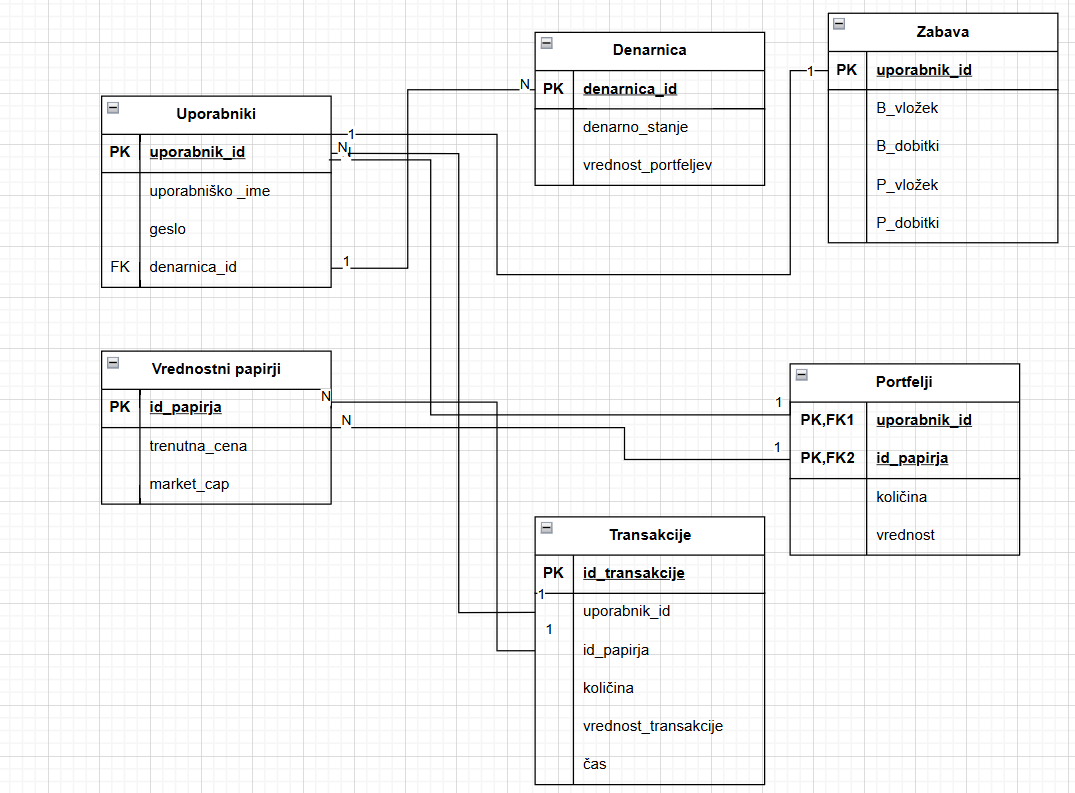 Zabava
PK uporabnik_id
B_vložek
B_dobitki
P_vložek
P_dobitki
Denarnica
PK denarnica_id
denarno_stanje
vrednost_portfeljev
Uporabniki
PK uporabnik_id
uporabniško _ime
geslo
FK denarnica_id
1
N
1
N
1
1
Vrednostni papirji
PK id_papirja
trenutna_cena
market_cap
N
N
Portfelji
PK,FK1 uporabnik_id
PK,FK2 id_papirja
količina
vrednost
1
1
Transakcije
PK id_transakcije
uporabnik_id
id_papirja
količina
vrednost_transakcije
čas
1
1